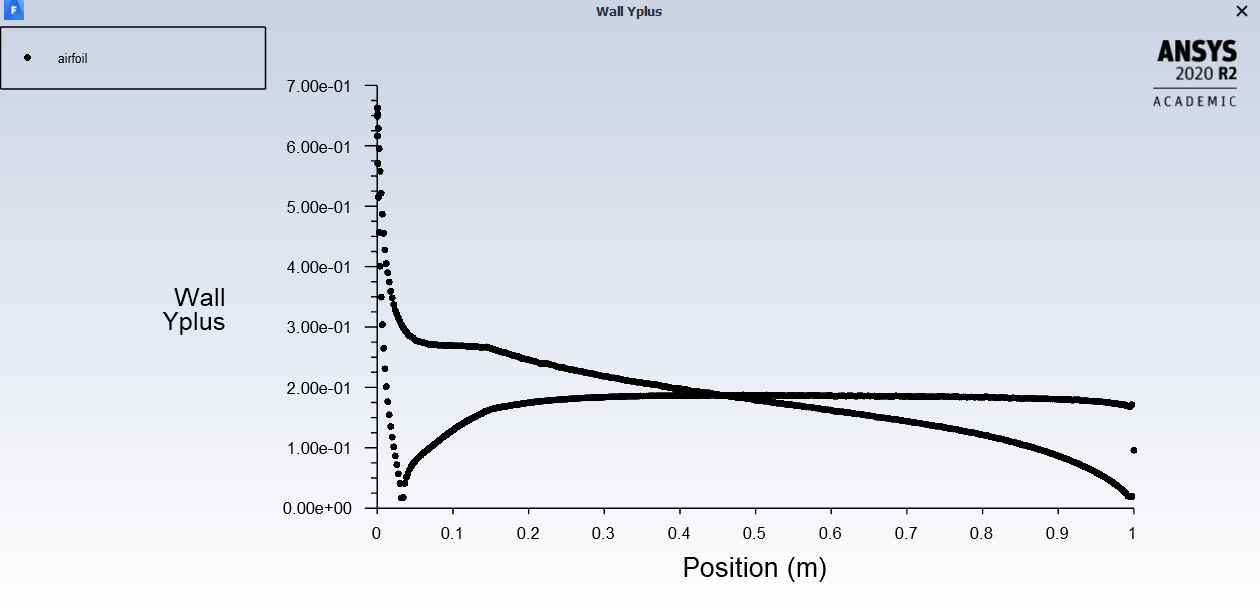 F
Wall Yplus
airfoil
ANSYS
2020 R2
ACADEMIC
7.00e-01
6.00e-01
5.00e-01
4.00e-01
3.00e-01
2.00e-01
1.00e-01
0.00e+00
Wall
Yplus
0 0.1 0.2 0.3 0.4 0.5 0.6 0.7 0.8 0.9 1
Position (m)